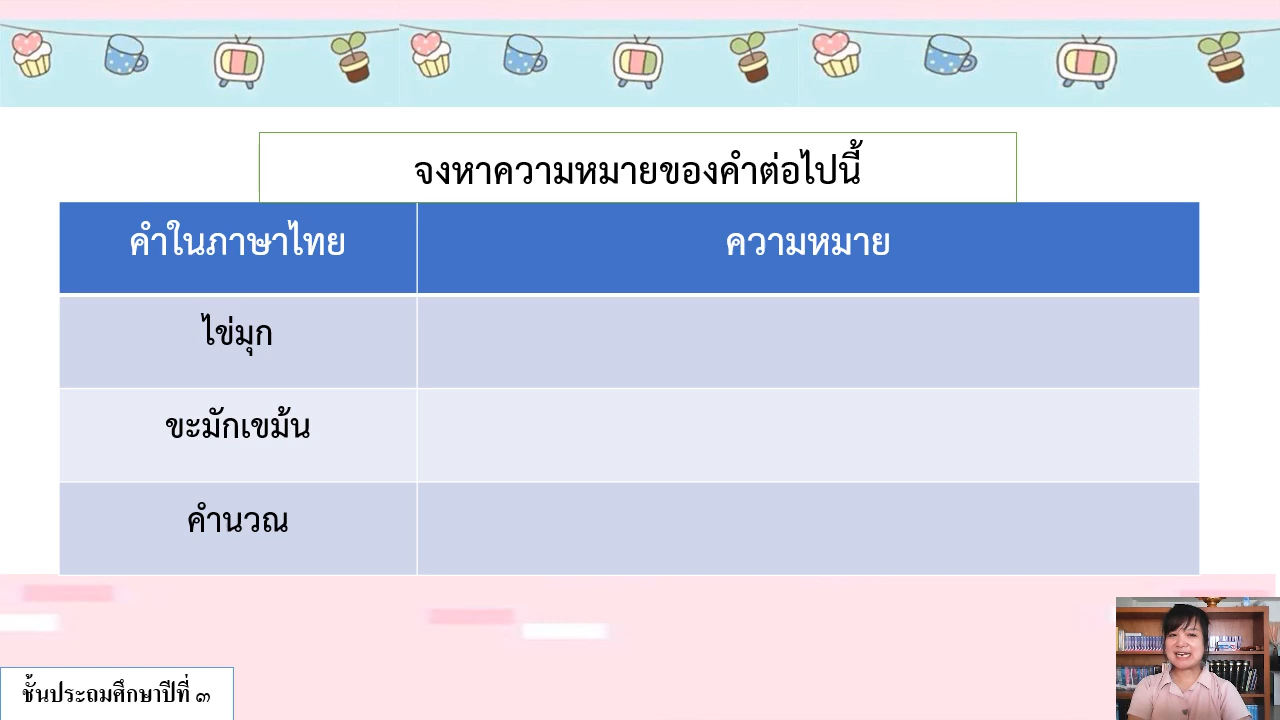 จงหาความหมายของคำต่อไปนี้
คำในภาษาไทย ความหมาย
ไข่มุก
ขะมักเขม้น
คำนวณ
ชั้นประถมศึกษาปีที่ ๓